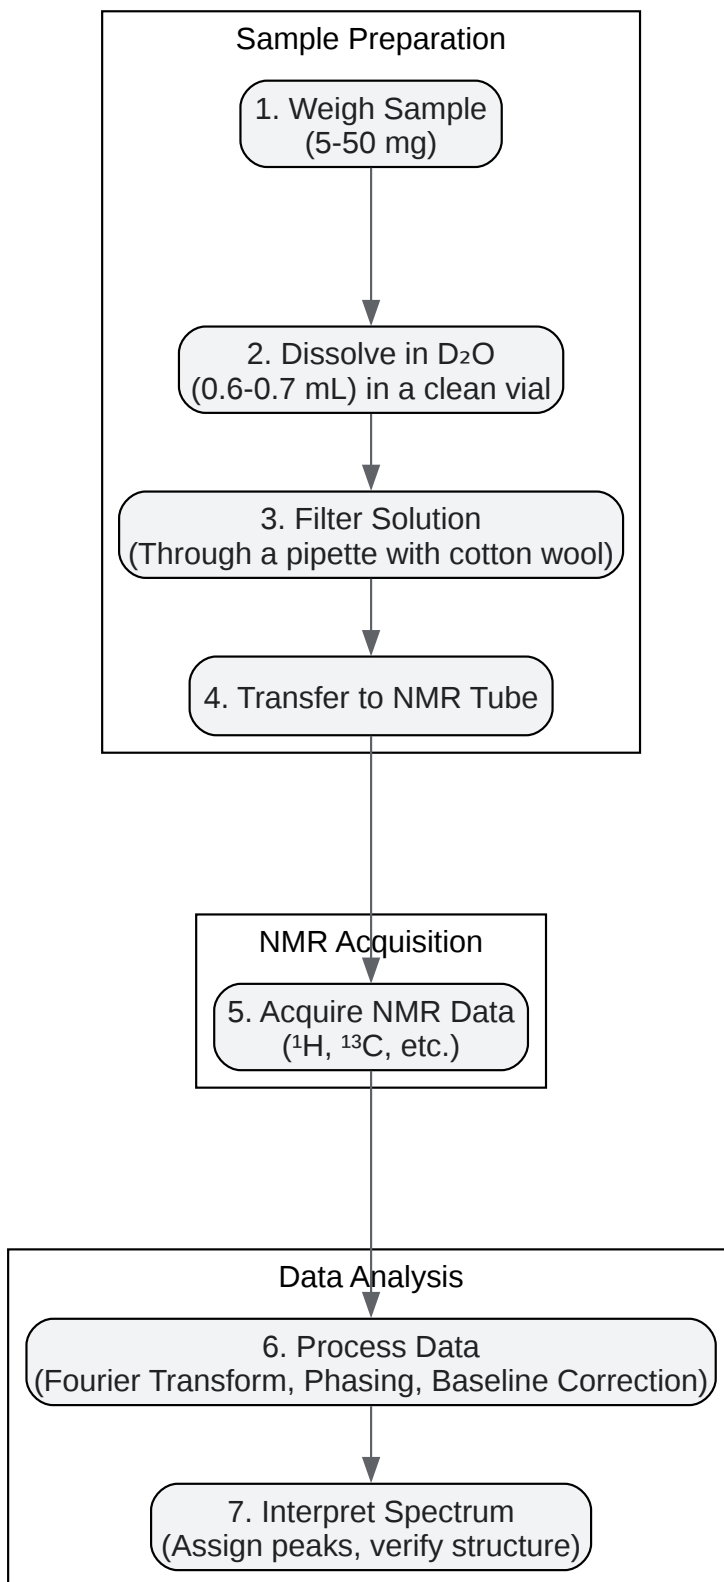 Sample Preparation
1. Weigh Sample
(5-50 mg)
2. Dissolve in D₂O
(0.6-0.7 mL) in a clean vial
3. Filter Solution
(Through a pipette with cotton wool)
4. Transfer to NMR Tube
NMR Acquisition
5. Acquire NMR Data
(¹H, ¹³C, etc.)
Data Analysis
6. Process Data
(Fourier Transform, Phasing, Baseline Correction)
7. Interpret Spectrum
(Assign peaks, verify structure)